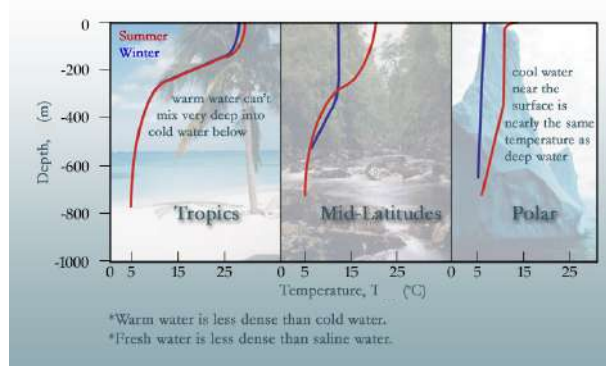 0
Summer
Winter
-200
-400
-600
-800
-1000
Depth, (m)
warm water can't
mix very deep into
cold water below
cool water
near the
surface is
nearly the same
temperature as
deep water
Tropics
Mid-Latitudes
Polar
0 5 15 25 0 5 15 25 0 5 15 25
Temperature, T (°C)
*Warm water is less dense than cold water.
*Fresh water is less dense than saline water.